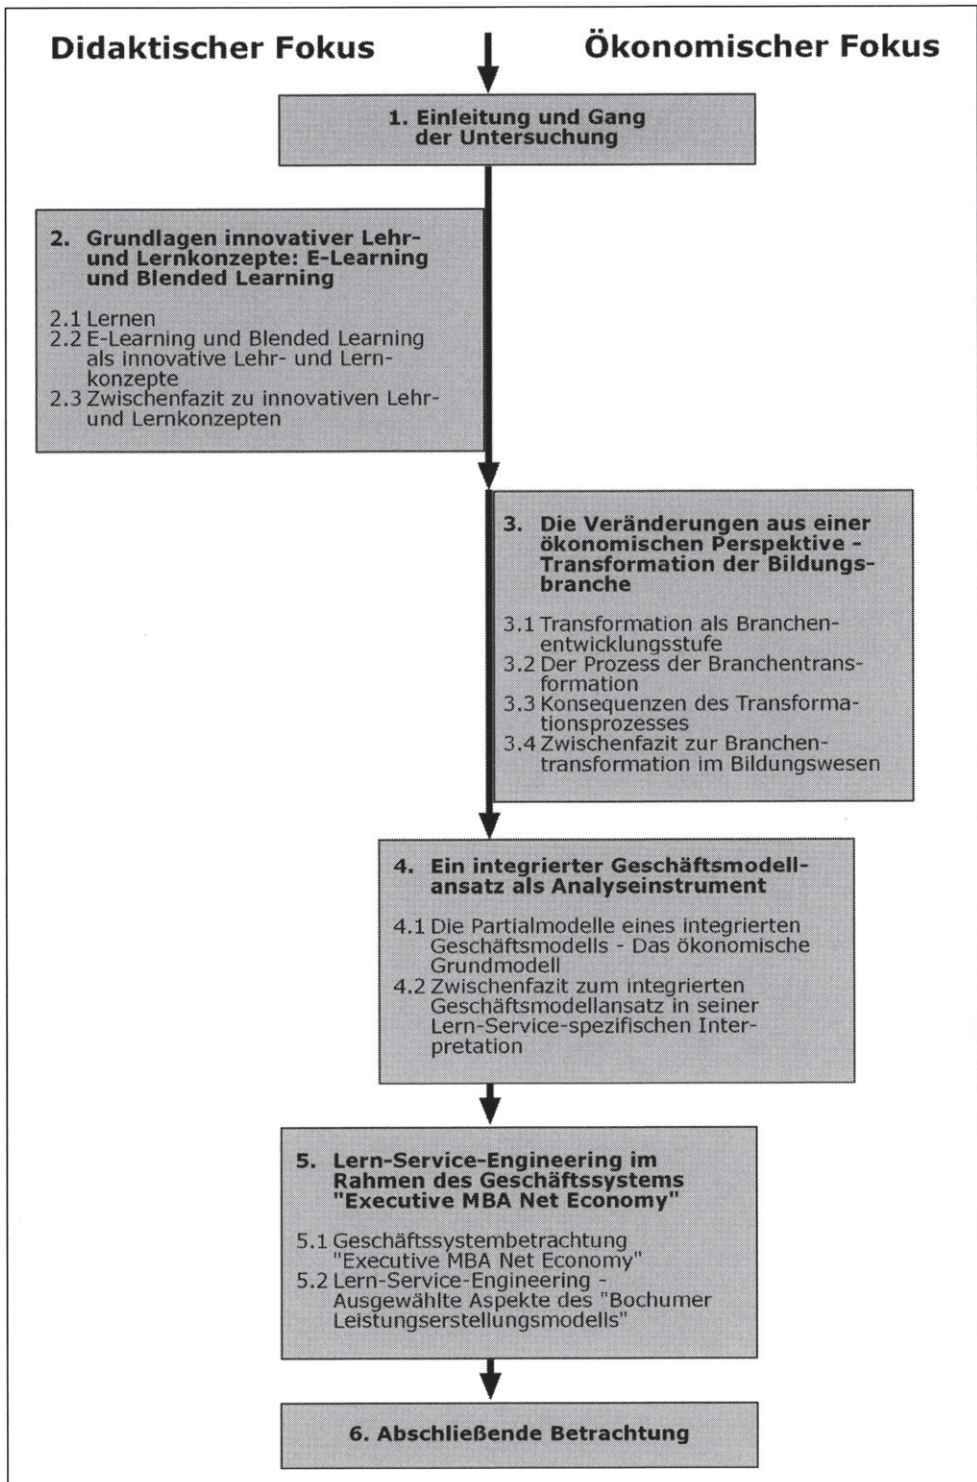 Didaktischer Fokus
Ökonomischer Fokus
1. Einleitung und Gang
der Untersuchung
2. Grundlagen innovativer Lehr-
und Lernkonzepte: E-Learning
und Blended Learning
2.1 Lernen
2.2 E-Learning und Blended Learning
als innovative Lehr- und Lern-
konzepte
2.3 Zwischenfazit zu innovativen Lehr-
und Lernkonzepten
3. Die Veränderungen aus einer
ökonomischen Perspektive -
Transformation der Bildungs-
branche
3.1 Transformation als Branchen-
entwicklungsstufe
3.2 Der Prozess der Branchentrans-
formation
3.3 Konsequenzen des Transforma-
tionsprozesses
3.4 Zwischenfazit zur Branchen-
transformation im Bildungswesen
4. Ein integrierter Geschäftsmodell-
ansatz als Analyseinstrument
4.1 Die Partialmodelle eines integrierten
Geschäftsmodells - Das ökonomische
Grundmodell
4.2 Zwischenfazit zum integrierten
Geschäftsmodellansatz in seiner
Lern-Service-spezifischen Inter-
pretation
5. Lern-Service-Engineering im
Rahmen des Geschäftssystems
"Executive MBA Net Economy"
5.1 Geschäftssystembetrachtung
"Executive MBA Net Economy"
5.2 Lern-Service-Engineering -
Ausgewählte Aspekte des "Bochumer
Leistungserstellungsmodells"
6. Abschließende Betrachtung